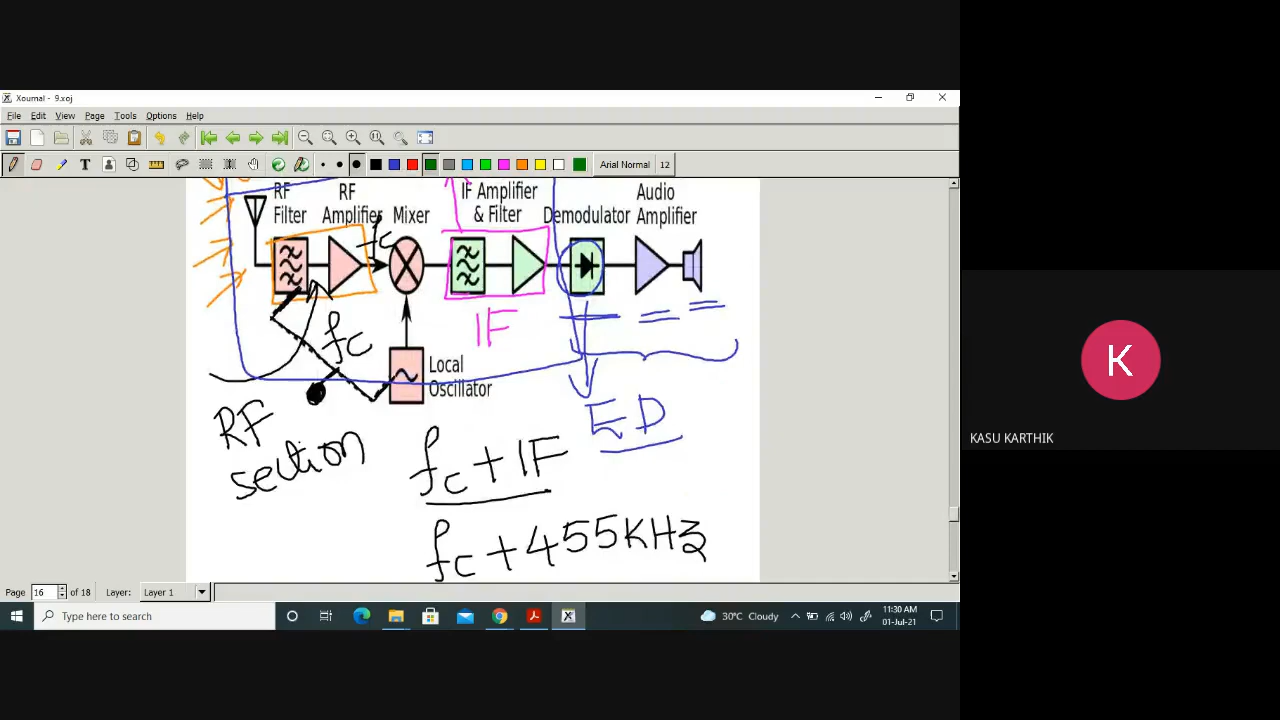 Xournal - 9.xoj
File Edit View Page Tools Options Help
Arial Normal 12
RF Filter
RF Amplifier
Mixer
IF Amplifier & Filter
Demodulator
Audio Amplifier
fc
fc
IF
Local Oscillator
RF section
ED
fc + IF
fc + 455KHz
KASU KARTHIK
K
Page 16 of 18 Layer: Layer 1
Type here to search
30°C Cloudy
11:30 AM
01-Jul-21